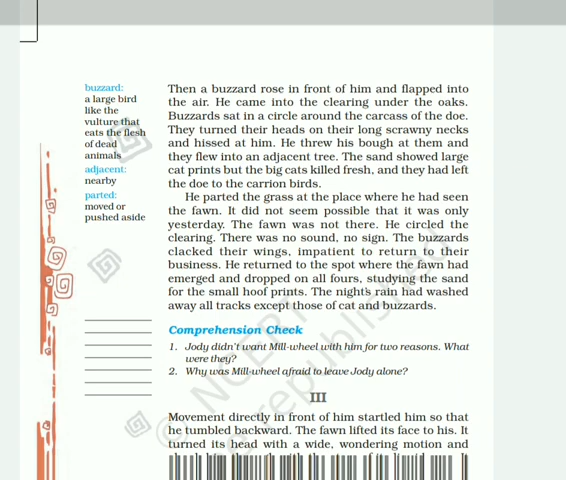 buzzard:
a large bird
like the
vulture that
eats the flesh
of dead
animals
adjacent:
nearby
parted:
moved or
pushed aside
Then a buzzard rose in front of him and flapped into
the air. He came into the clearing under the oaks.
Buzzards sat in a circle around the carcass of the doe.
They turned their heads on their long scrawny necks
and hissed at him. He threw his bough at them and
they flew into an adjacent tree. The sand showed large
cat prints but the big cats killed fresh, and they had left
the doe to the carrion birds.
He parted the grass at the place where he had seen
the fawn. It did not seem possible that it was only
yesterday. The fawn was not there. He circled the
clearing. There was no sound, no sign. The buzzards
clacked their wings, impatient to return to their
business. He returned to the spot where the fawn had
emerged and dropped on all fours, studying the sand
for the small hoof prints. The night's rain had washed
away all tracks except those of cat and buzzards.
Comprehension Check
1. Jody didn't want Mill-wheel with him for two reasons. What
were they?
2. Why was Mill-wheel afraid to leave Jody alone?
III
Movement directly in front of him startled him so that
he tumbled backward. The fawn lifted its face to his. It
turned its head with a wide, wondering motion and
© NCERT
republished